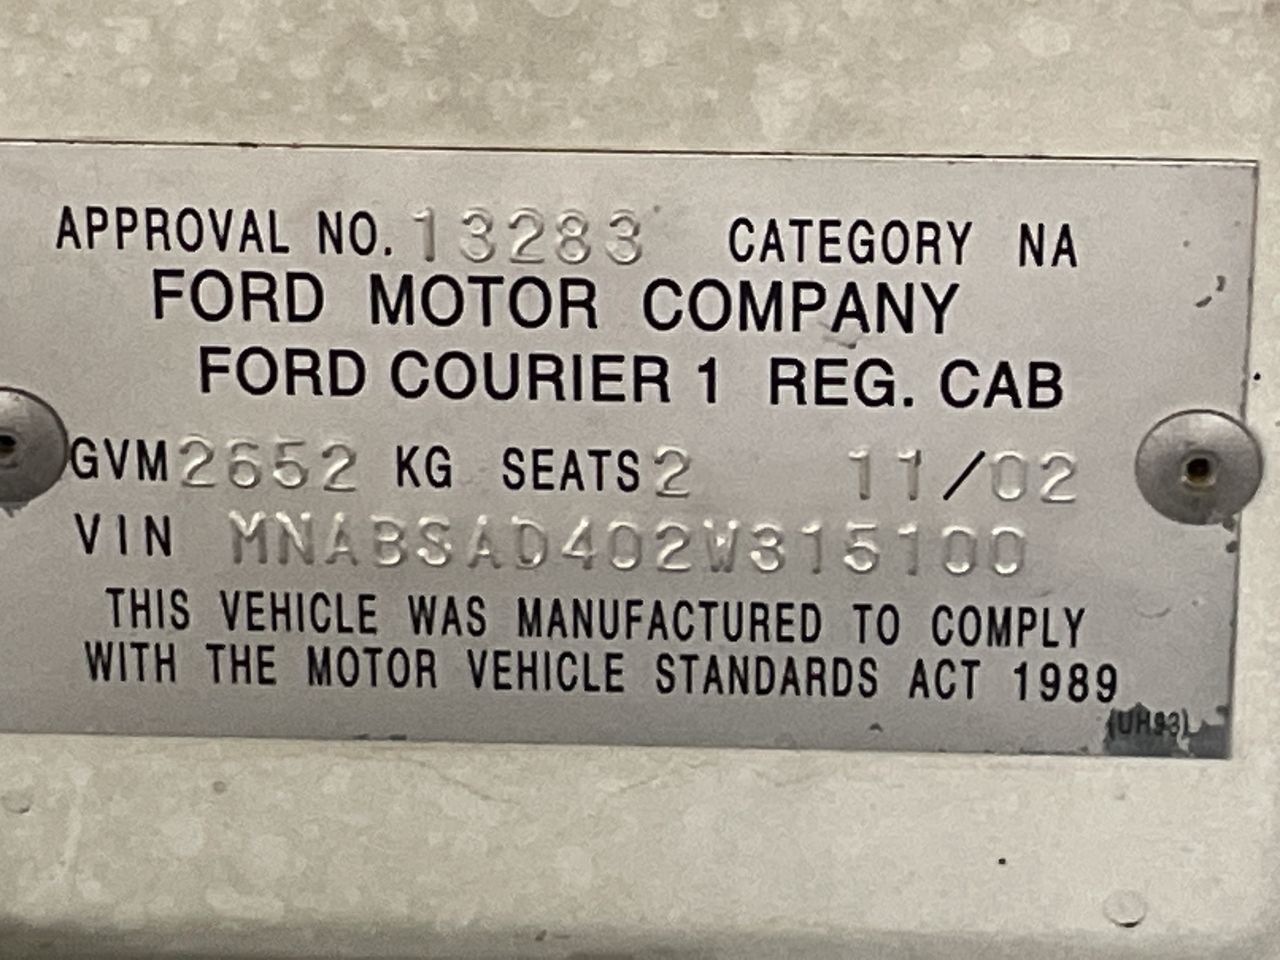 APPROVAL NO. 13283 CATEGORY NA
FORD MOTOR COMPANY
FORD COURIER 1 REG. CAB
GVM 2652 KG SEATS 2 11/02
VIN MNABSAD402W315100
THIS VEHICLE WAS MANUFACTURED TO COMPLY
WITH THE MOTOR VEHICLE STANDARDS ACT 1989
(UH93)